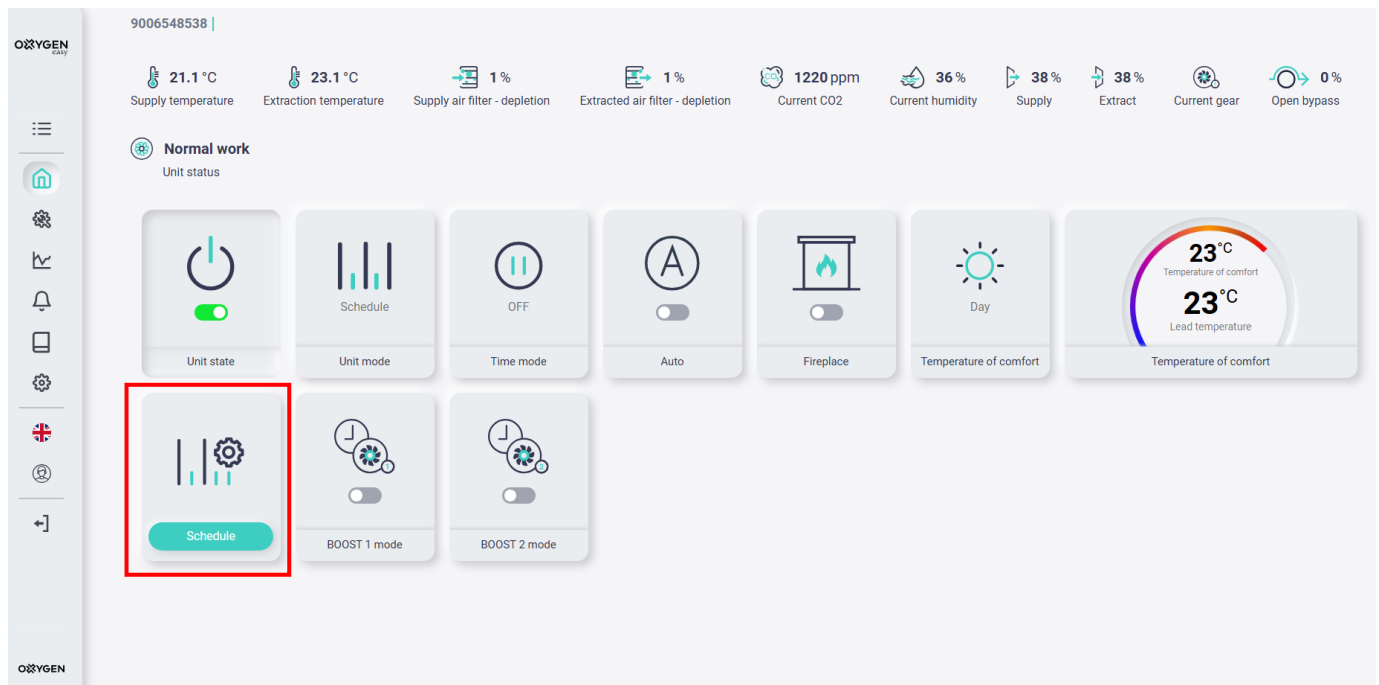 9006548538
OXYGEN
easy
21.1 °C
Supply temperature
23.1 °C
Extraction temperature
1 %
Supply air filter - depletion
1 %
Extracted air filter - depletion
CO2
1220 ppm
Current CO2
36 %
Current humidity
38 %
Supply
38 %
Extract
Current gear
0 %
Open bypass
Normal work
Unit status
Unit state
Schedule
Unit mode
OFF
Time mode
A
Auto
Fireplace
Day
Temperature of comfort
23°C
Temperature of comfort
23°C
Lead temperature
Temperature of comfort
Schedule
1
BOOST 1 mode
2
BOOST 2 mode
OXYGEN